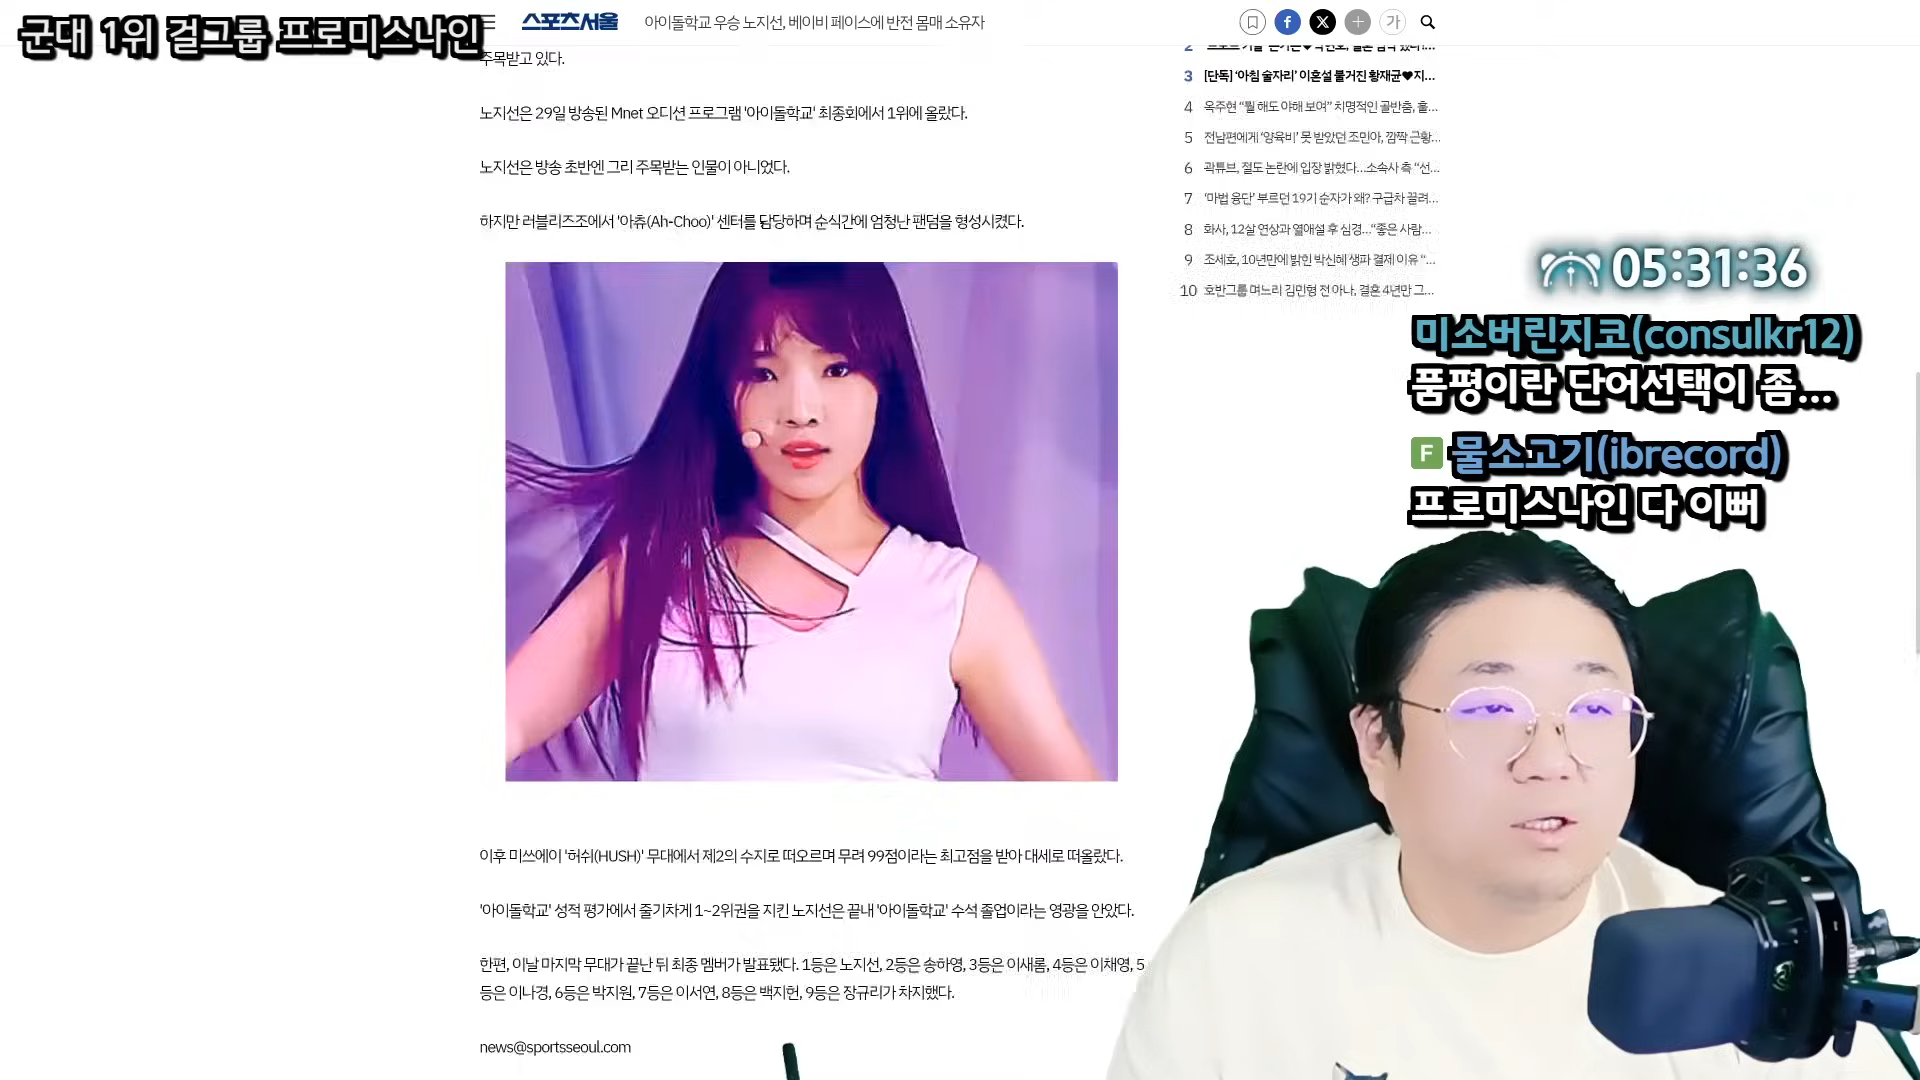 군대 1위 걸그룹 프로미스나인
스포츠서울
아이돌학교 우승 노지선, 베이비 페이스에 반전 몸매 소유자
가
주목받고 있다.
노지선은 29일 방송된 Mnet 오디션 프로그램 '아이돌학교' 최종회에서 1위에 올랐다.
노지선은 방송 초반엔 그리 주목받는 인물이 아니었다.
하지만 러블리즈조에서 '아츄(Ah-Choo)' 센터를 담당하며 순식간에 엄청난 팬덤을 형성시켰다.
이후 미쓰에이 '허쉬(HUSH)' 무대에서 제2의 수지로 떠오르며 무려 99점이라는 최고점을 받아 대세로 떠올랐다.
'아이돌학교' 성적 평가에서 줄기차게 1~2위권을 지킨 노지선은 끝내 '아이돌학교' 수석 졸업이라는 영광을 안았다.
한편, 이날 마지막 무대가 끝난 뒤 최종 멤버가 발표됐다. 1등은 노지선, 2등은 송하영, 3등은 이새롬, 4등은 이채영, 5
등은 이나경, 6등은 박지원, 7등은 이서연, 8등은 백지헌, 9등은 장규리가 차지했다.
news@sportsseoul.com
3 [단독] ‘아침 술자리’ 이혼설 불거진 황재균♥지...
4 옥주현 “뭘 해도 야해 보여” 치명적인 골반춤, 훌...
5 전남편에게 ‘양육비’ 못 받았던 조민아, 깜짝 근황...
6 곽튜브, 절도 논란에 입장 밝혔다…소속사 측 “선...
7 ‘마법 융단’ 부르던 19기 순자가 왜? 구급차 끌려...
8 화사, 12살 연상과 열애설 후 심경…“좋은 사람...
9 조세호, 10년만에 밝힌 박신혜 생파 결제 이유 “...
10 호반그룹 며느리 김민형 전 아나, 결혼 4년만 그...
05:31:36
미소버린지코(consulkr12)
품평이란 단어선택이 좀...
F 물소고기(ibrecord)
프로미스나인 다 이뻐